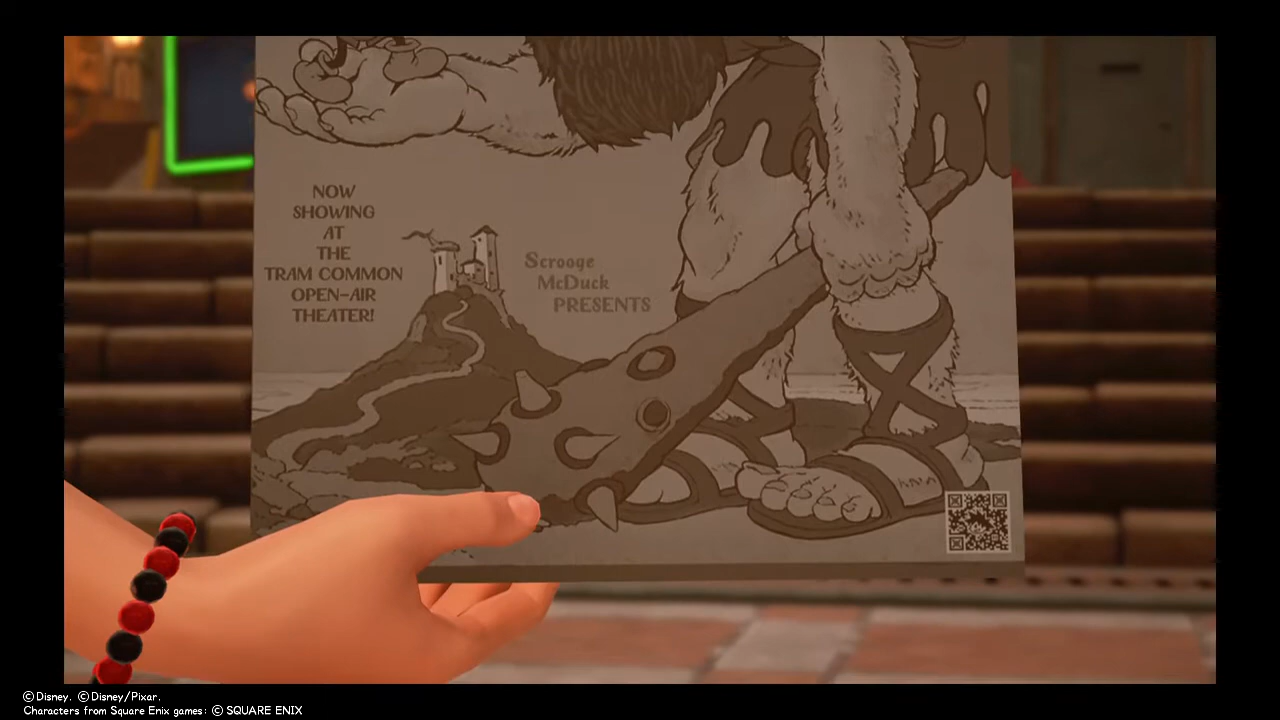 NOW
SHOWING
AT
THE
TRAM COMMON
OPEN-AIR
THEATER!
Scrooge
McDuck
PRESENTS
©Disney. ©Disney/Pixar.
Characters from Square Enix games: © SQUARE ENIX